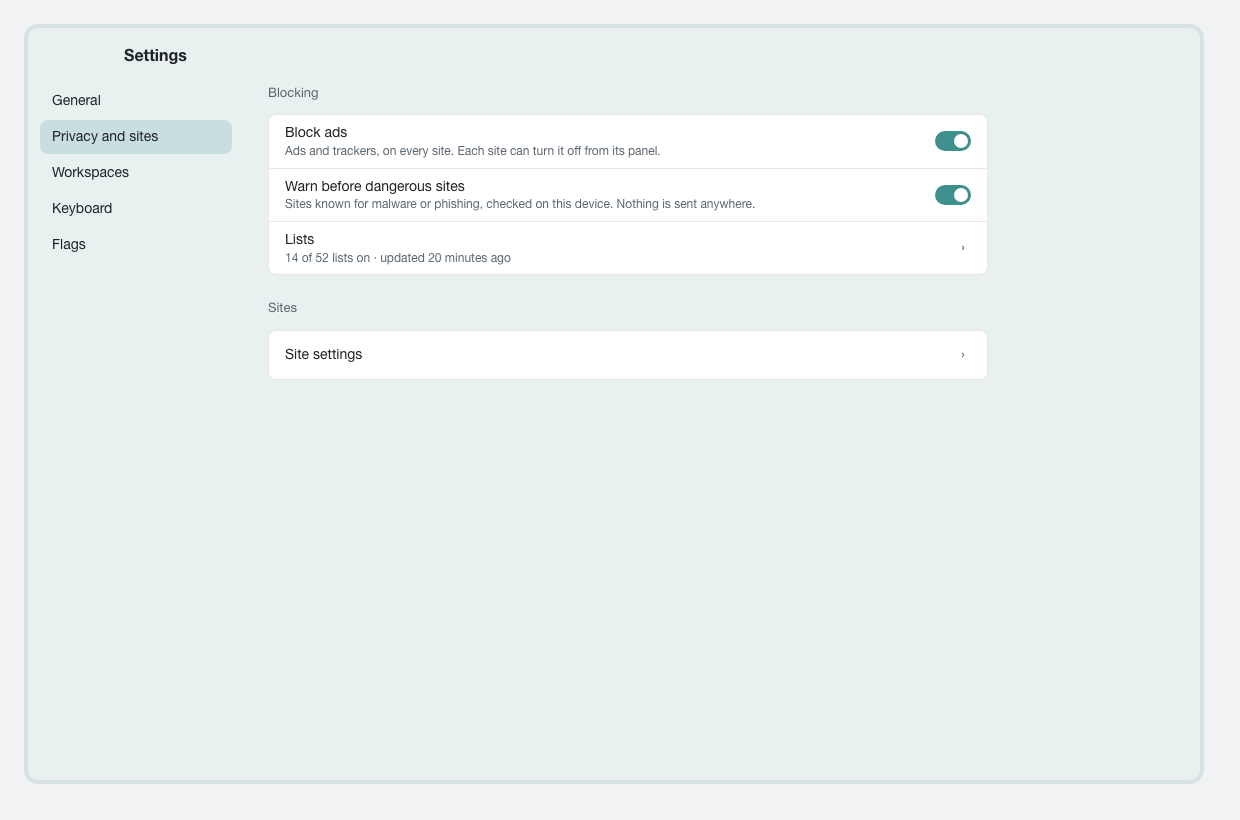 Settings
General
Privacy and sites
Workspaces
Keyboard
Flags
Blocking
Block ads
Ads and trackers, on every site. Each site can turn it off from its panel.
Warn before dangerous sites
Sites known for malware or phishing, checked on this device. Nothing is sent anywhere.
Lists
14 of 52 lists on · updated 20 minutes ago
Sites
Site settings